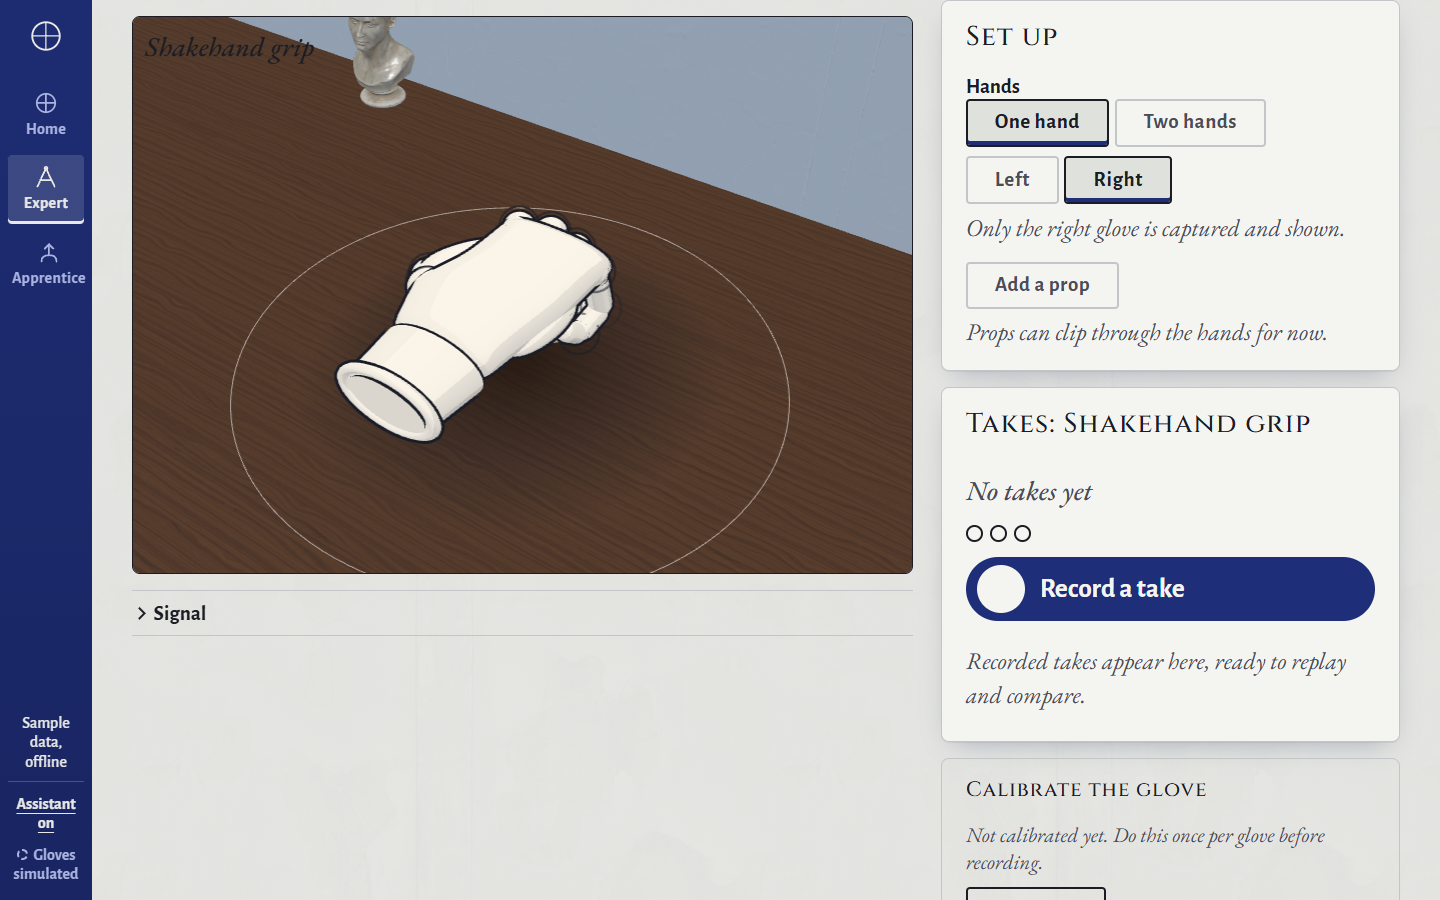 Home
Expert
Apprentice
Sample
data,
offline
Assistant
on
Gloves
simulated
Shakehand grip
Signal
Set up
Hands
One hand
Two hands
Left
Right
Only the right glove is captured and shown.
Add a prop
Props can clip through the hands for now.
Takes: Shakehand grip
No takes yet
Record a take
Recorded takes appear here, ready to replay
and compare.
Calibrate the glove
Not calibrated yet. Do this once per glove before
recording.